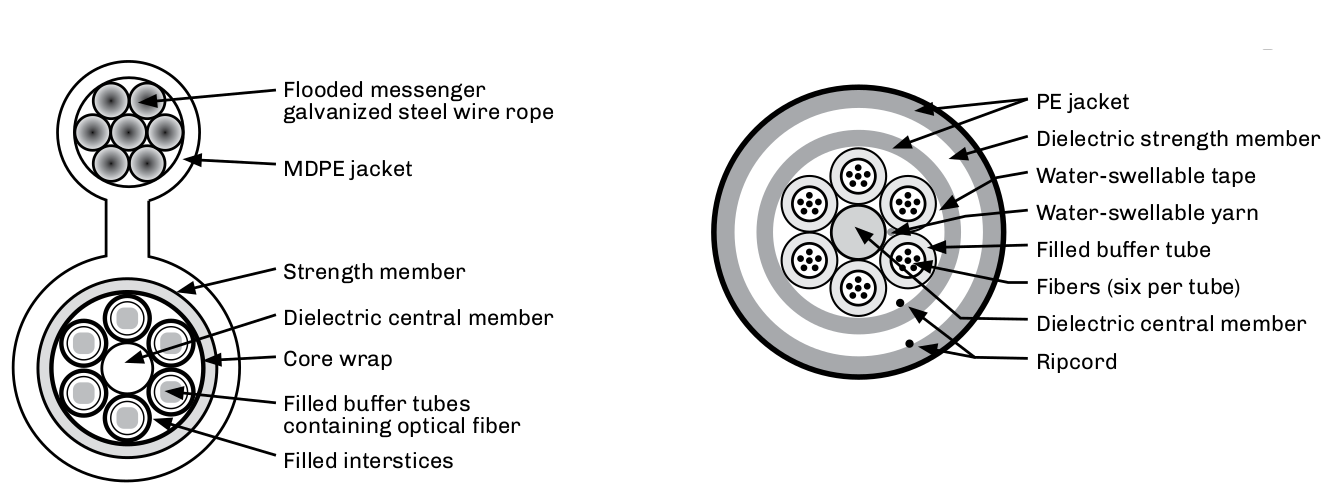 Flooded messenger
galvanized steel wire rope
MDPE jacket
Strength member
Dielectric central member
Core wrap
Filled buffer tubes
containing optical fiber
Filled interstices
PE jacket
Dielectric strength member
Water-swellable tape
Water-swellable yarn
Filled buffer tube
Fibers (six per tube)
Dielectric central member
Ripcord